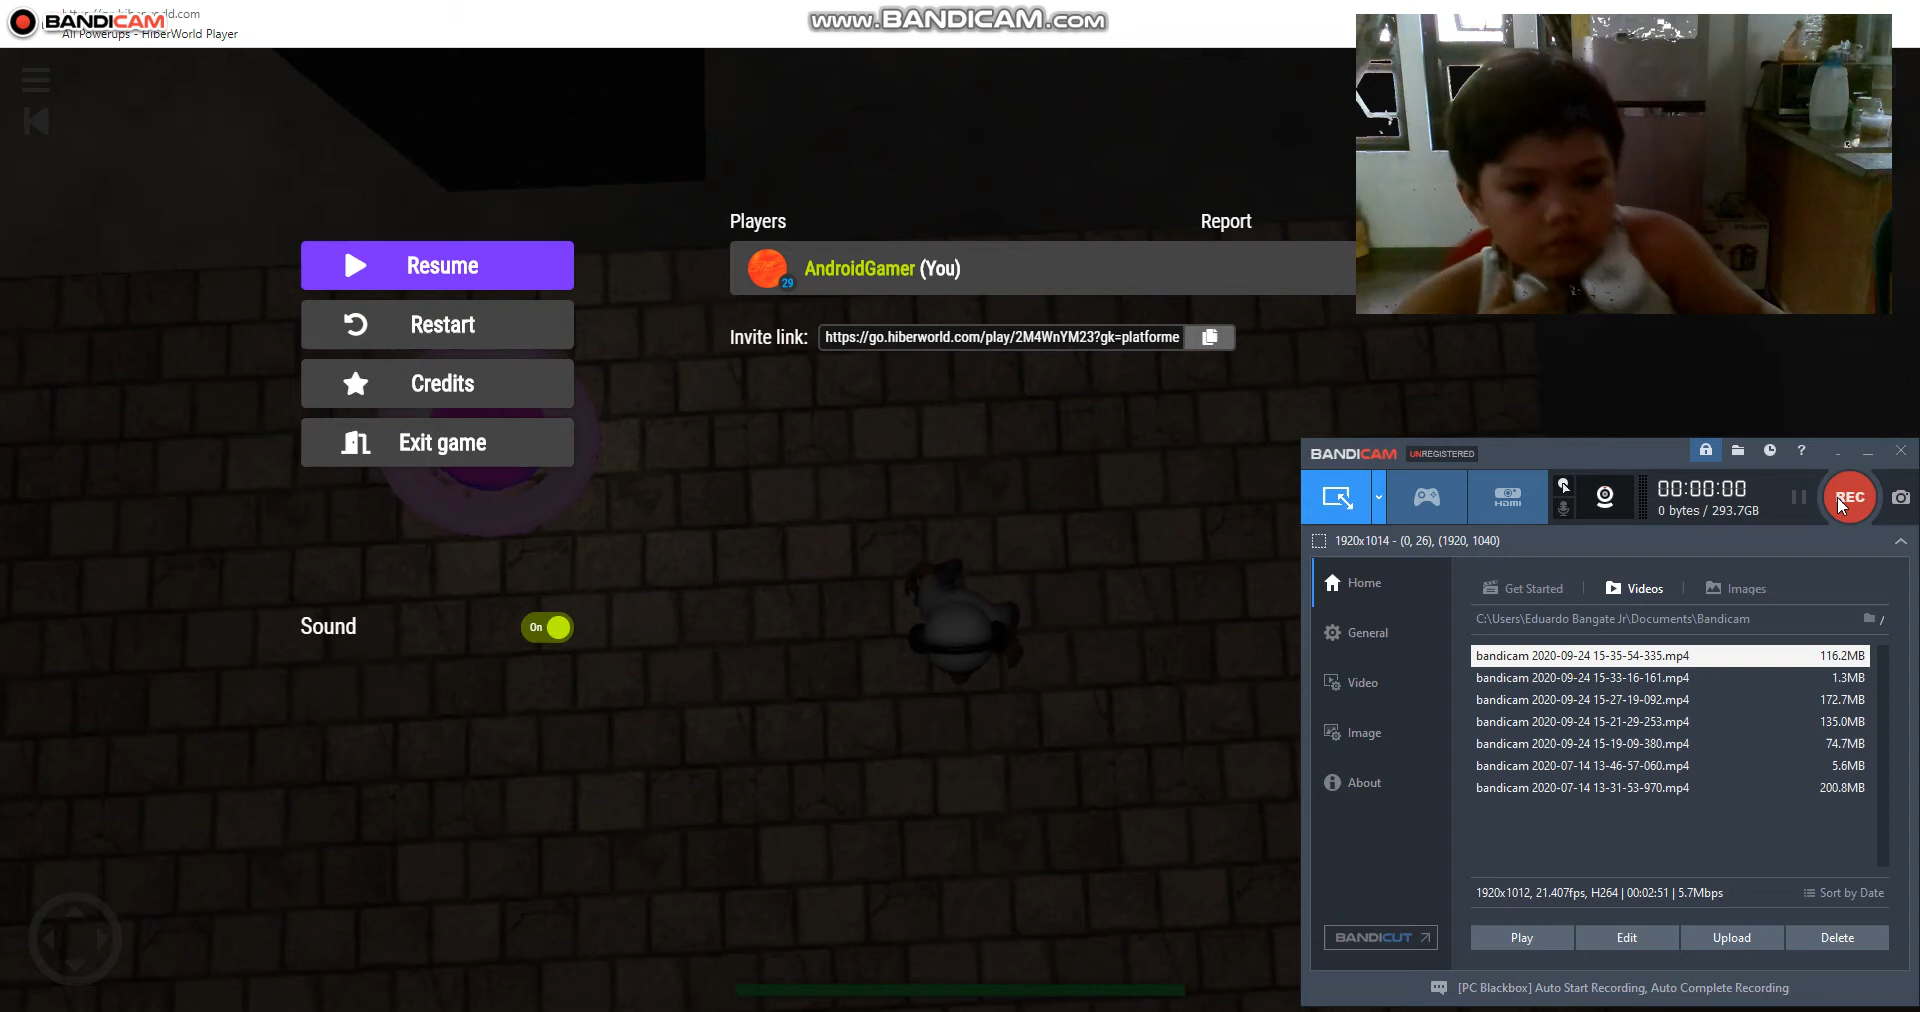 BANDICAM
www.BANDICAM.com
All Powerups - HiberWorld Player
Players
Report
Resume
29
AndroidGamer (You)
Restart
Invite link:
https://go.hiberworld.com/play/2M4WnYM23?gk=platforme
Credits
Exit game
Sound
On
BANDICAM
UNREGISTERED
?
HDMI
00:00:00
0 bytes / 293.7GB
REC
1920x1014 - (0, 26), (1920, 1040)
Home
General
Video
Image
About
Get Started
Videos
Images
C:\Users\Eduardo Bangate Jr\Documents\Bandicam
/
bandicam 2020-09-24 15-35-54-335.mp4 116.2MB
bandicam 2020-09-24 15-33-16-161.mp4 1.3MB
bandicam 2020-09-24 15-27-19-092.mp4 172.7MB
bandicam 2020-09-24 15-21-29-253.mp4 135.0MB
bandicam 2020-09-24 15-19-09-380.mp4 74.7MB
bandicam 2020-07-14 13-46-57-060.mp4 5.6MB
bandicam 2020-07-14 13-31-53-970.mp4 200.8MB
1920x1012, 21.407fps, H264 | 00:02:51 | 5.7Mbps
Sort by Date
BANDICUT
Play
Edit
Upload
Delete
[PC Blackbox] Auto Start Recording, Auto Complete Recording